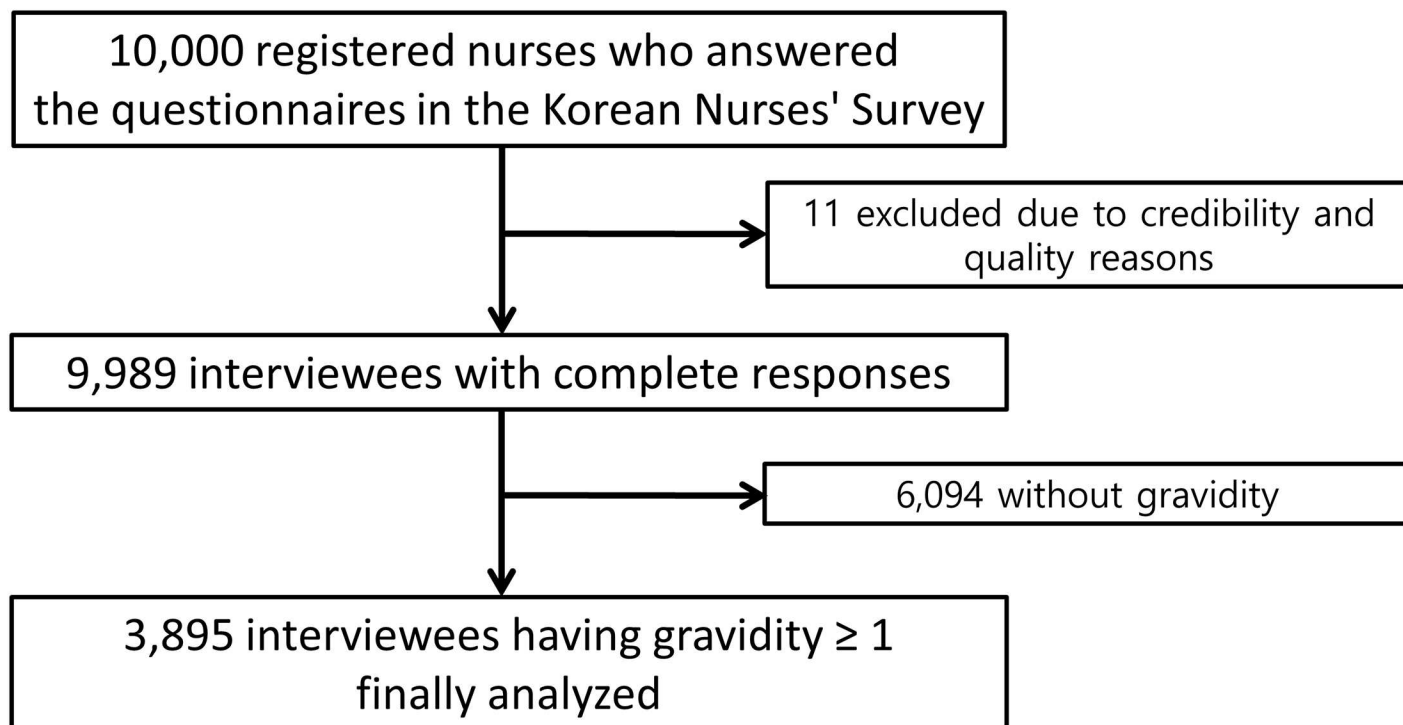 10,000 registered nurses who answered
the questionnaires in the Korean Nurses' Survey
11 excluded due to credibility and
quality reasons
9,989 interviewees with complete responses
6,094 without gravidity
3,895 interviewees having gravidity ≥ 1
finally analyzed